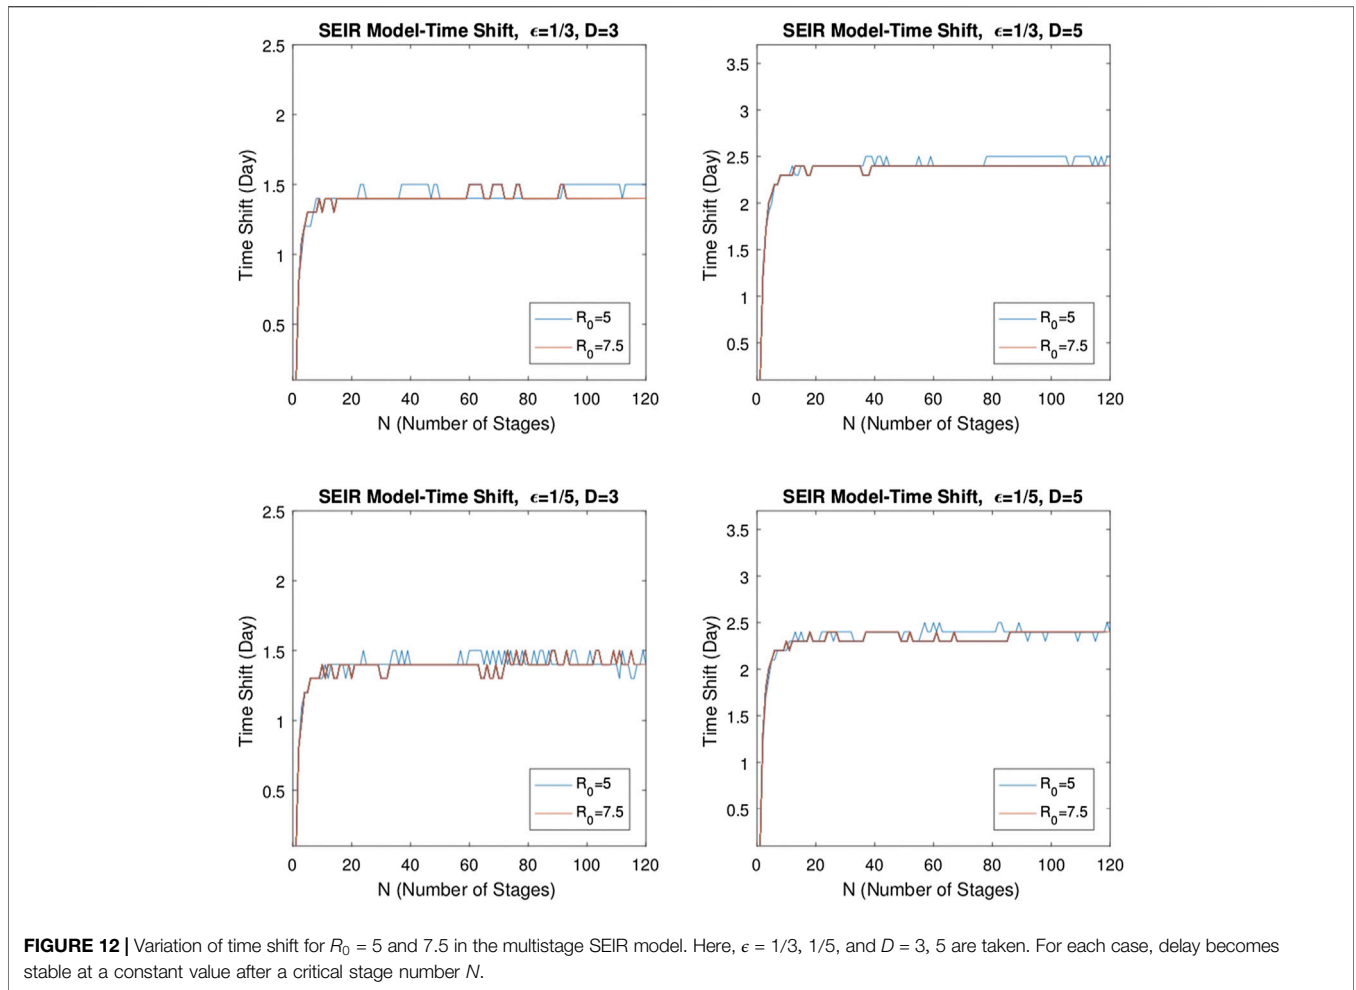 SEIR Model-Time Shift, ϵ=1/3, D=3
2.5
2
1.5
1
0.5
Time Shift (Day)
0 20 40 60 80 100 120
N (Number of Stages)
R0=5
R0=7.5
SEIR Model-Time Shift, ϵ=1/3, D=5
3.5
3
2.5
2
1.5
1
0.5
Time Shift (Day)
0 20 40 60 80 100 120
N (Number of Stages)
R0=5
R0=7.5
SEIR Model-Time Shift, ϵ=1/5, D=3
2.5
2
1.5
1
0.5
Time Shift (Day)
0 20 40 60 80 100 120
N (Number of Stages)
R0=5
R0=7.5
SEIR Model-Time Shift, ϵ=1/5, D=5
3.5
3
2.5
2
1.5
1
0.5
Time Shift (Day)
0 20 40 60 80 100 120
N (Number of Stages)
R0=5
R0=7.5
FIGURE 12 | Variation of time shift for R0 = 5 and 7.5 in the multistage SEIR model. Here, ϵ = 1/3, 1/5, and D = 3, 5 are taken. For each case, delay becomes
stable at a constant value after a critical stage number N.